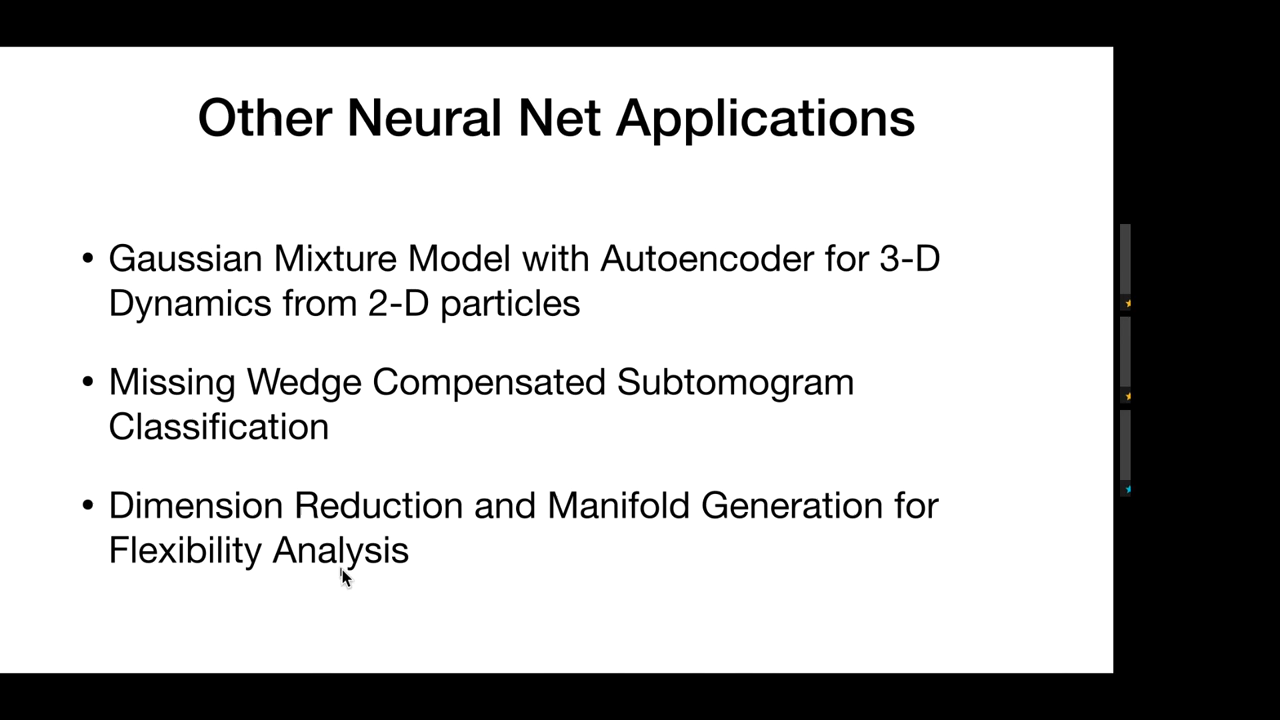 Other Neural Net Applications
• Gaussian Mixture Model with Autoencoder for 3-D
Dynamics from 2-D particles
• Missing Wedge Compensated Subtomogram
Classification
• Dimension Reduction and Manifold Generation for
Flexibility Analysis